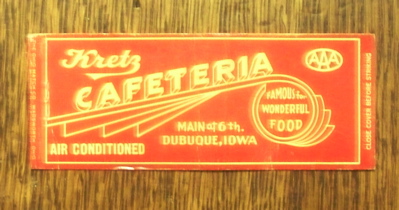 Kretz
CAFETERIA
AAA
FAMOUS for
WONDERFUL
FOOD
MAIN at 6th.
DUBUQUE, IOWA
AIR CONDITIONED
CLOSE COVER BEFORE STRIKING